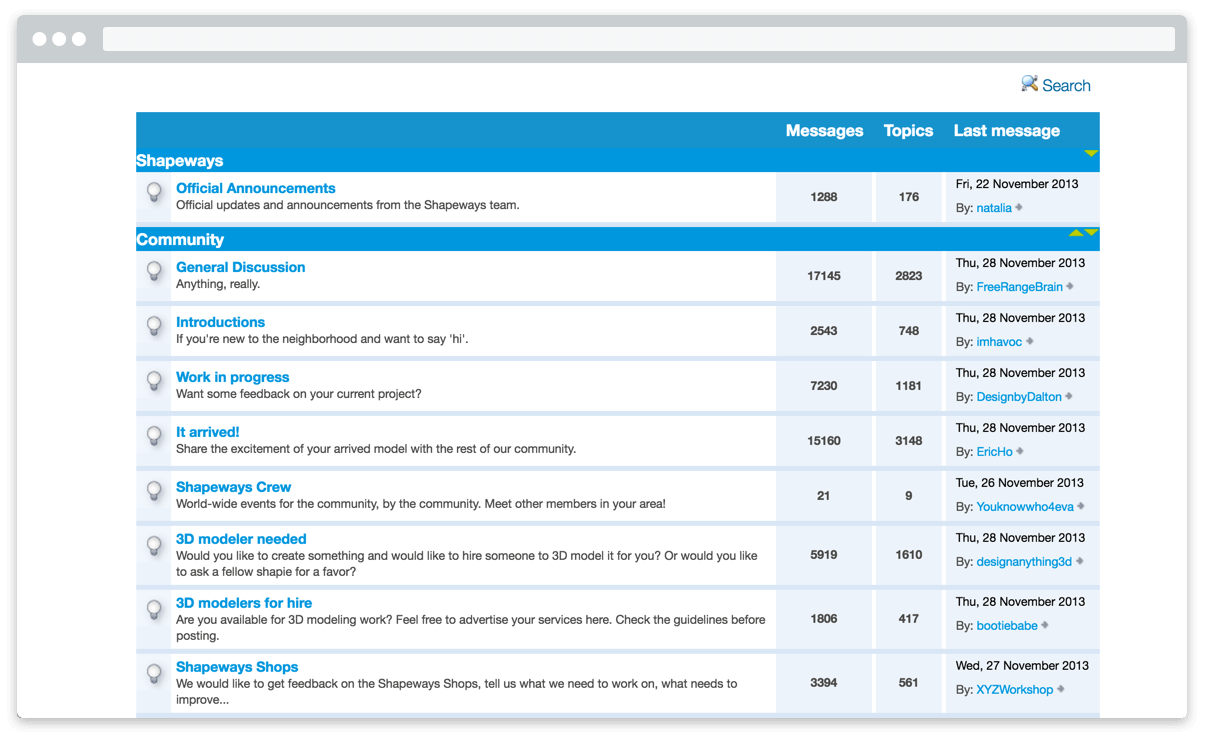 Search
Messages Topics Last message
Shapeways
Official Announcements
Official updates and announcements from the Shapeways team.
1288 176
Fri, 22 November 2013
By: natalia
Community
General Discussion
Anything, really.
17145 2823
Thu, 28 November 2013
By: FreeRangeBrain
Introductions
If you're new to the neighborhood and want to say 'hi'.
2543 748
Thu, 28 November 2013
By: imhavoc
Work in progress
Want some feedback on your current project?
7230 1181
Thu, 28 November 2013
By: DesignbyDalton
It arrived!
Share the excitement of your arrived model with the rest of our community.
15160 3148
Thu, 28 November 2013
By: EricHo
Shapeways Crew
World-wide events for the community, by the community. Meet other members in your area!
21 9
Tue, 26 November 2013
By: Youknowwho4eva
3D modeler needed
Would you like to create something and would like to hire someone to 3D model it for you? Or would you like
to ask a fellow shapie for a favor?
5919 1610
Thu, 28 November 2013
By: designanything3d
3D modelers for hire
Are you available for 3D modeling work? Feel free to advertise your services here. Check the guidelines before
posting.
1806 417
Thu, 28 November 2013
By: bootiebabe
Shapeways Shops
We would like to get feedback on the Shapeways Shops, tell us what we need to work on, what needs to
improve...
3394 561
Wed, 27 November 2013
By: XYZWorkshop